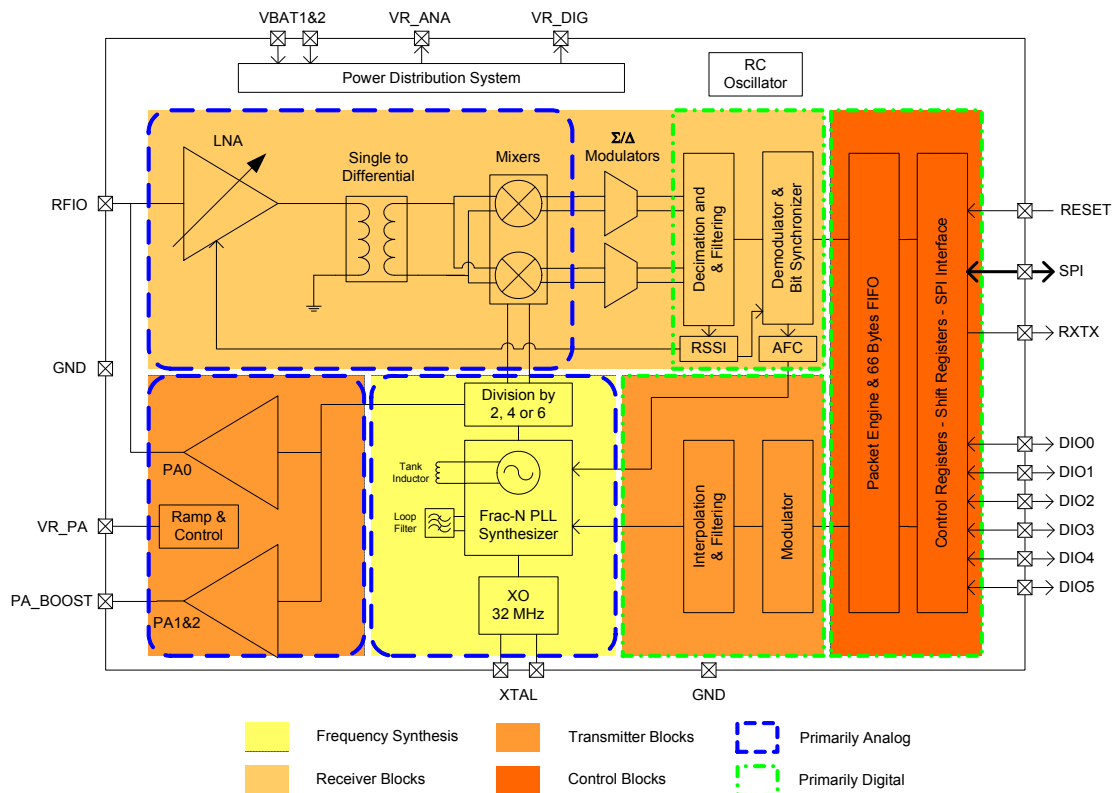 VBAT1&2
VR_ANA
VR_DIG
Power Distribution System
RC
Oscillator
LNA
Single to
Differential
Mixers
Σ/Δ
Modulators
RFIO
Decimation and
& Filtering
Demodulator &
Bit Synchronizer
RSSI
AFC
Packet Engine & 66 Bytes FIFO
Control Registers - Shift Registers - SPI Interface
RESET
SPI
RXTX
GND
Division by
2, 4 or 6
PA0
Tank
Inductor
Loop
Filter
Frac-N PLL
Synthesizer
Interpolation
& Filtering
Modulator
DIO0
DIO1
DIO2
DIO3
DIO4
DIO5
VR_PA
Ramp &
Control
PA_BOOST
PA1&2
XO
32 MHz
XTAL
GND
Frequency Synthesis
Transmitter Blocks
Primarily Analog
Receiver Blocks
Control Blocks
Primarily Digital